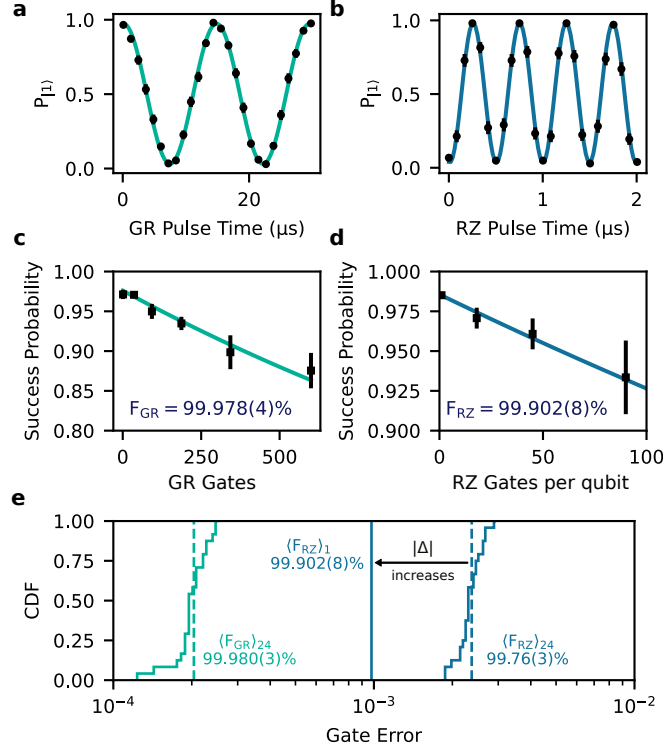 a
b
P|1⟩
1.0
0.5
0.0
0
20
GR Pulse Time (μs)
P|1⟩
1.0
0.5
0.0
0
1
2
RZ Pulse Time (μs)
c
d
Success Probability
1.00
0.95
0.90
0.85
0.80
F_GR = 99.978(4)%
0
250
500
GR Gates
Success Probability
1.000
0.975
0.950
0.925
0.900
F_RZ = 99.902(8)%
0
50
100
RZ Gates per qubit
e
CDF
1.00
0.75
0.50
0.25
0.00
⟨F_RZ⟩_1
99.902(8)%
|Δ|
increases
⟨F_GR⟩_24
99.980(3)%
⟨F_RZ⟩_24
99.76(3)%
10^−4
10^−3
10^−2
Gate Error